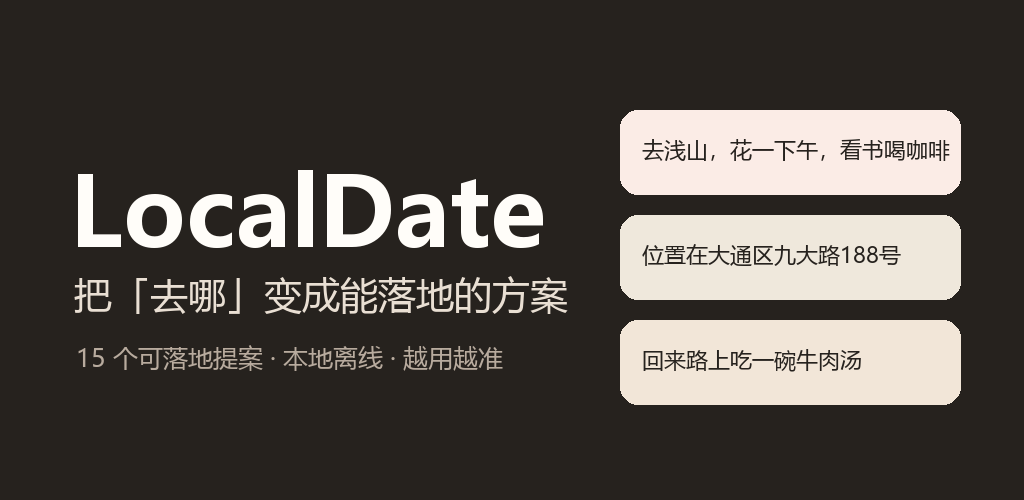 LocalDate
把「去哪」变成能落地的方案
15 个可落地提案 · 本地离线 · 越用越准
去浅山，花一下午，看书喝咖啡
位置在大通区九大路188号
回来路上吃一碗牛肉汤